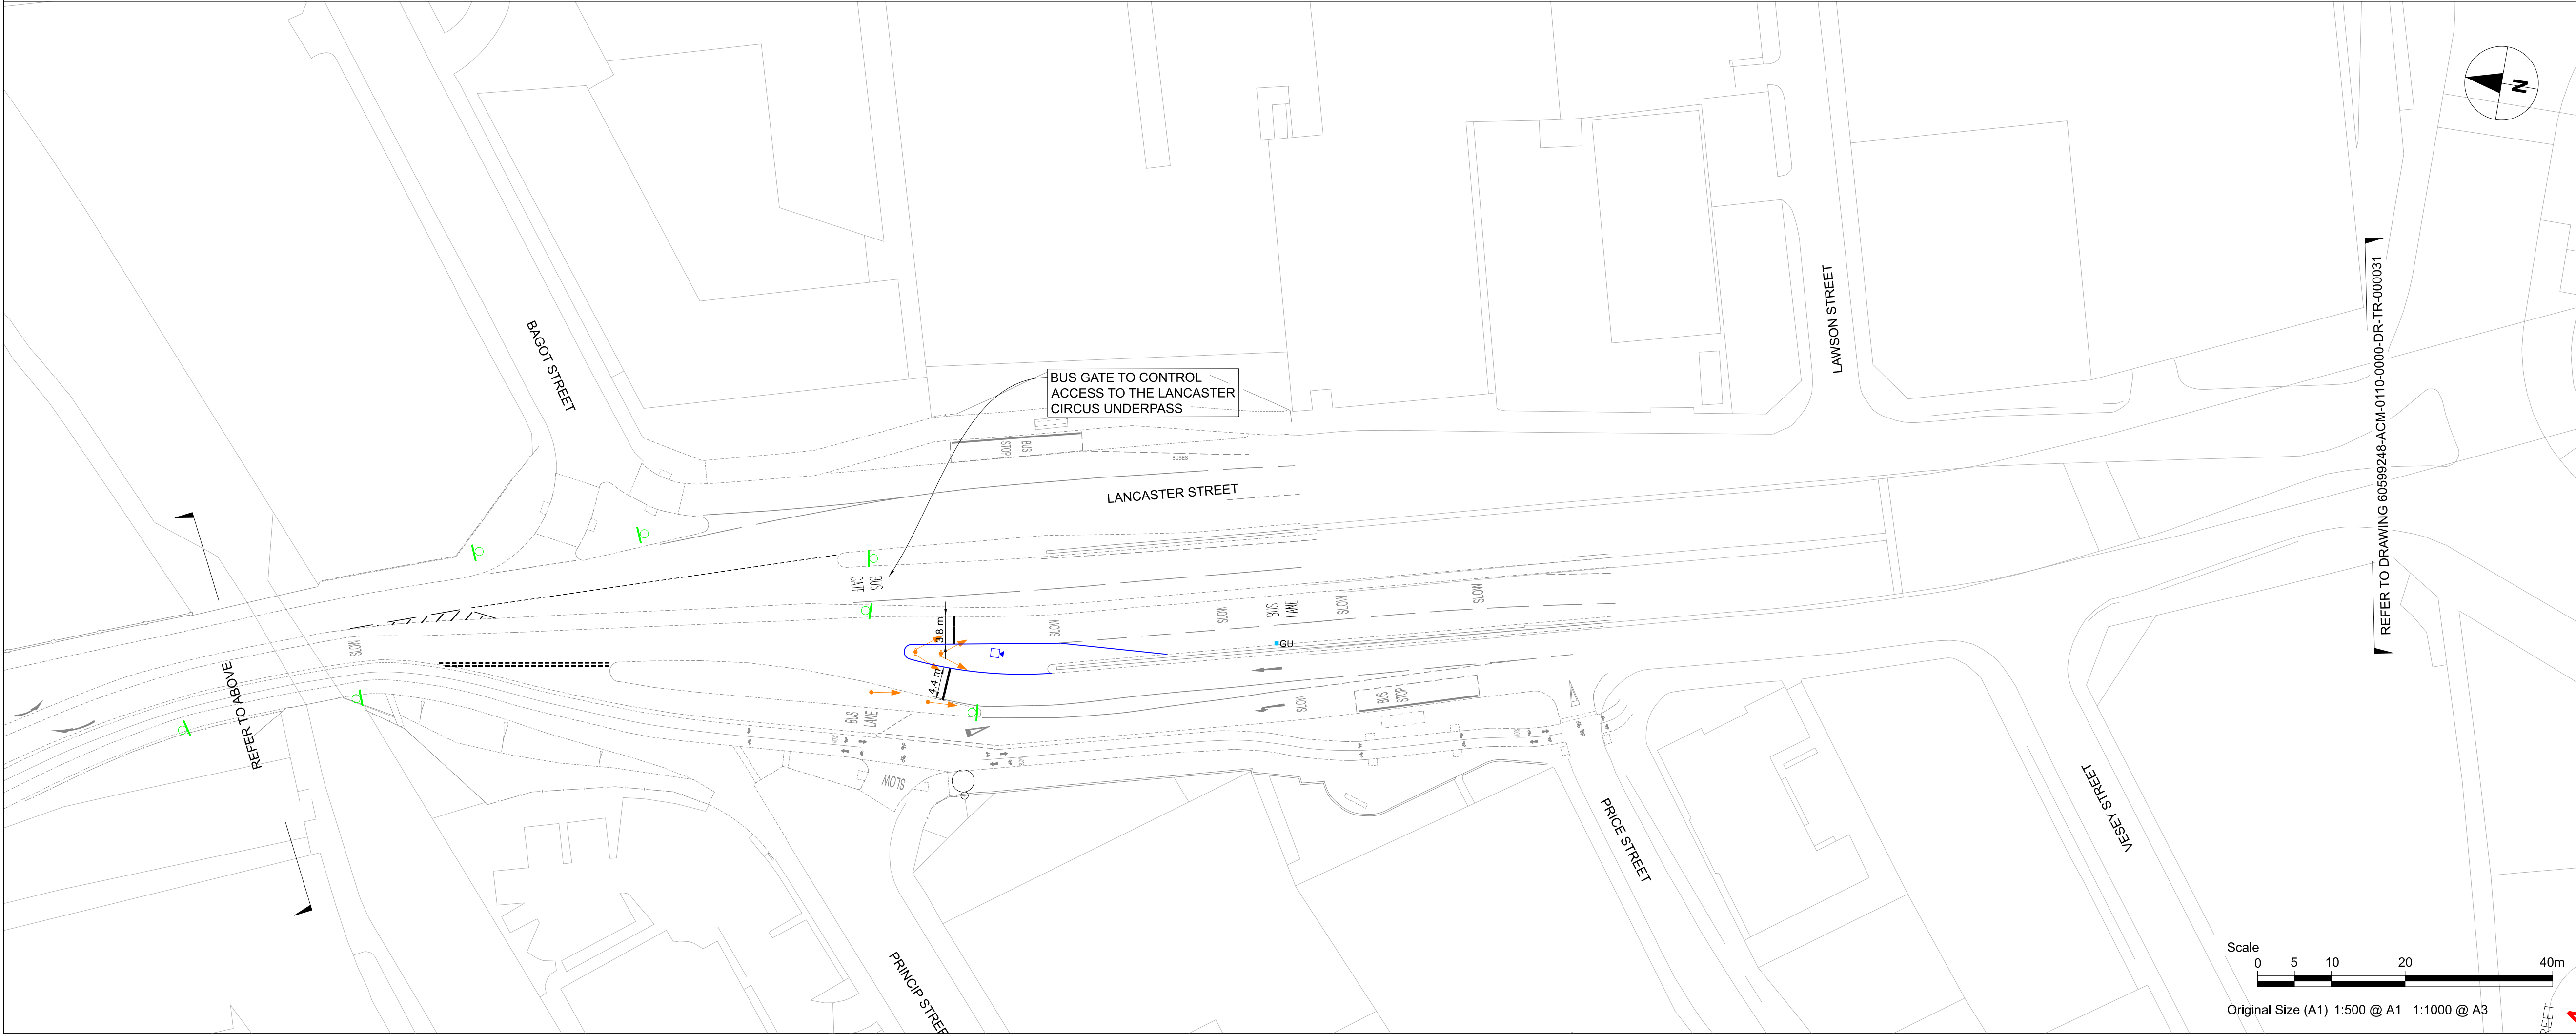 N
BAGOT STREET
LAWSON STREET
REFER TO DRAWING 60599248-ACM-0110-0000-DR-TR-000031
BUS GATE TO CONTROL
ACCESS TO THE LANCASTER
CIRCUS UNDERPASS
BUS
STOP
BUSES
LANCASTER STREET
BUS
GATE
SLOW
BUS
LANE
SLOW
SLOW
SLOW
3.8 m
SLOW
GU
REFER TO ABOVE
4.4 m
BUS
LANE
SLOW
BUS
STOP
SLOW
PRICE STREET
VESEY STREET
PRINCIP STREE
Scale
0 5 10 20 40m
Original Size (A1) 1:500 @ A1 1:1000 @ A3
REET